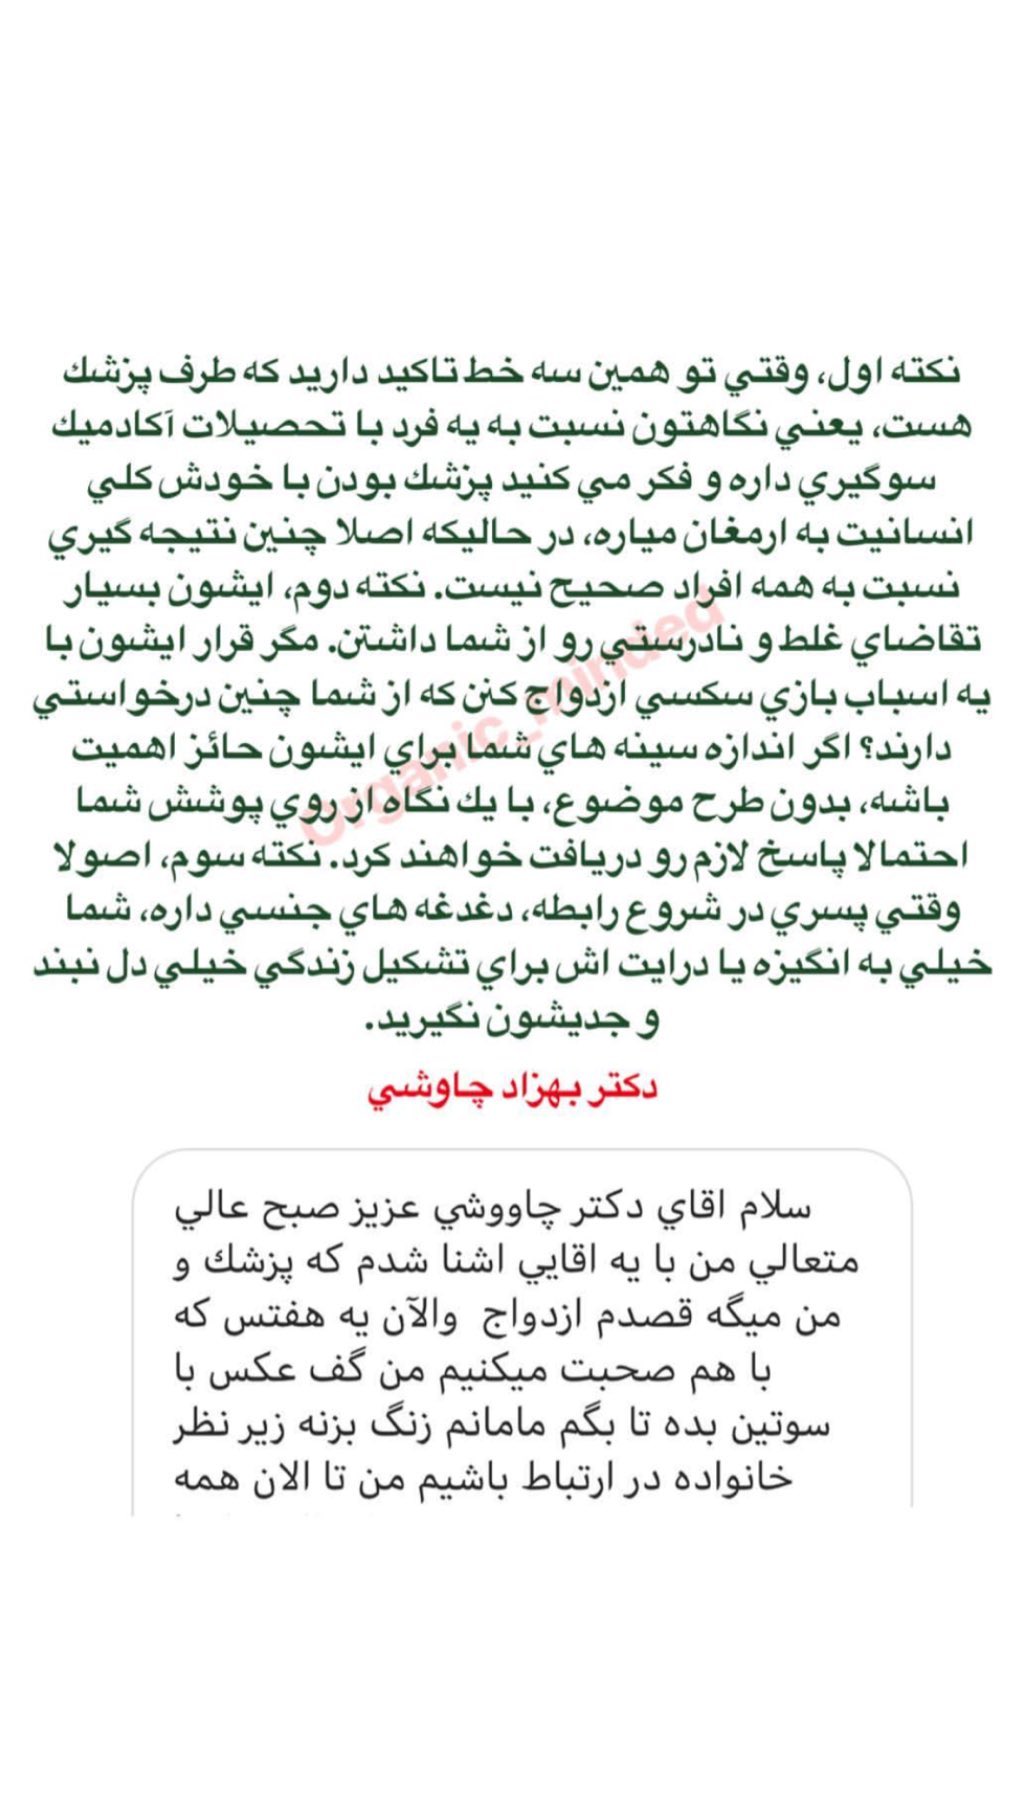 نكته اول، وقتي تو همين سه خط تاكيد داريد كه طرف پزشك
هست، يعني نگاهتون نسبت به يه فرد با تحصيلات آكادميك
سوگيري داره و فكر مي كنيد پزشك بودن با خودش كلي
انسانيت به ارمغان مياره، در حاليكه اصلا چنين نتيجه گيري
نسبت به همه افراد صحيح نيست. نكته دوم، ايشون بسيار
تقاضاي غلط و نادرستي رو از شما داشتن. مگر قرار ايشون با
يه اسباب بازي سكسي ازدواج كنن كه از شما چنين درخواستي
دارند؟ اگر اندازه سينه هاي شما براي ايشون حائز اهميت
باشه، بدون طرح موضوع، با يك نگاه از روي پوشش شما
احتمالا پاسخ لازم رو دريافت خواهند كرد. نكته سوم، اصولا
وقتي پسري در شروع رابطه، دغدغه هاي جنسي داره، شما
خيلي به انگيزه يا درايت اش براي تشكيل زندگي خيلي دل نبند
و جديشون نگيريد.
Organic_minded
دكتر بهزاد چاوشي
سلام اقاي دكتر چاووشي عزيز صبح عالي
متعالي من با يه اقايي اشنا شدم كه پزشك و
من ميگه قصدم ازدواج والآن يه هفتس كه
با هم صحبت ميكنيم من گف عكس با
سوتين بده تا بگم مامانم زنگ بزنه زير نظر
خانواده در ارتباط باشيم من تا الان همه